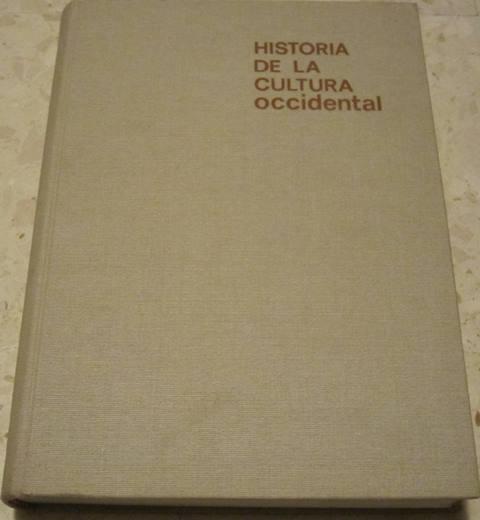 HISTORIA
DE LA
CULTURA
occidental